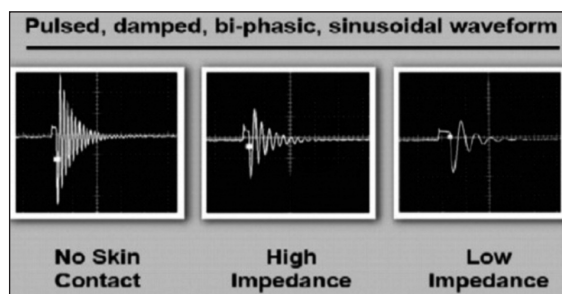 Pulsed, damped, bi-phasic, sinusoidal waveform
No Skin
Contact
High
Impedance
Low
Impedance